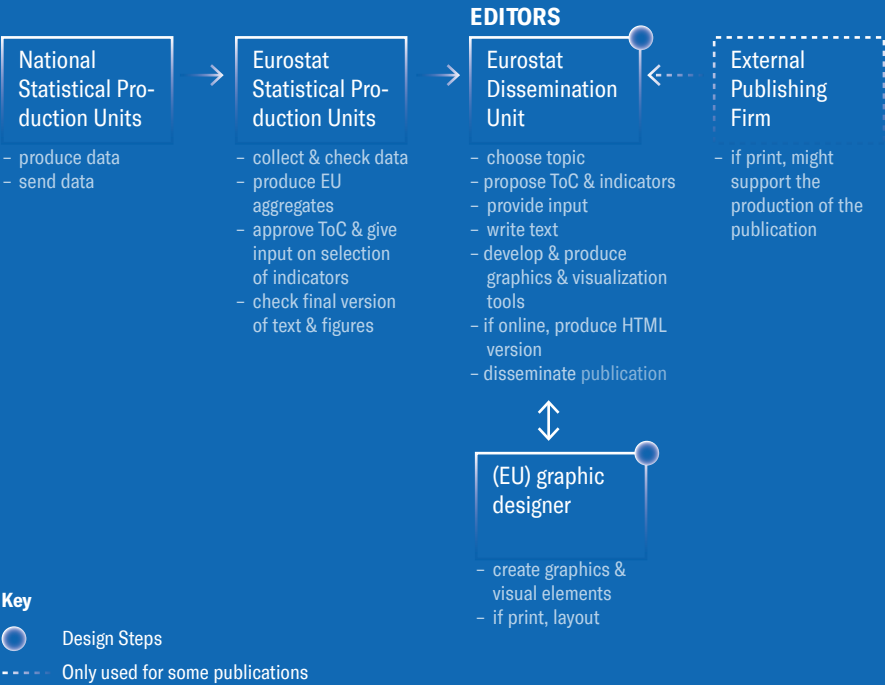 EDITORS
National
Statistical Pro-
duction Units
– produce data
– send data
Eurostat
Statistical Pro-
duction Units
– collect & check data
– produce EU
aggregates
– approve ToC & give
input on selection
of indicators
– check final version
of text & figures
Eurostat
Dissemination
Unit
– choose topic
– propose ToC & indicators
– provide input
– write text
– develop & produce
graphics & visualization
tools
– if online, produce HTML
version
– disseminate publication
External
Publishing
Firm
– if print, might
support the
production of the
publication
(EU) graphic
designer
– create graphics &
visual elements
– if print, layout
Key
Design Steps
Only used for some publications